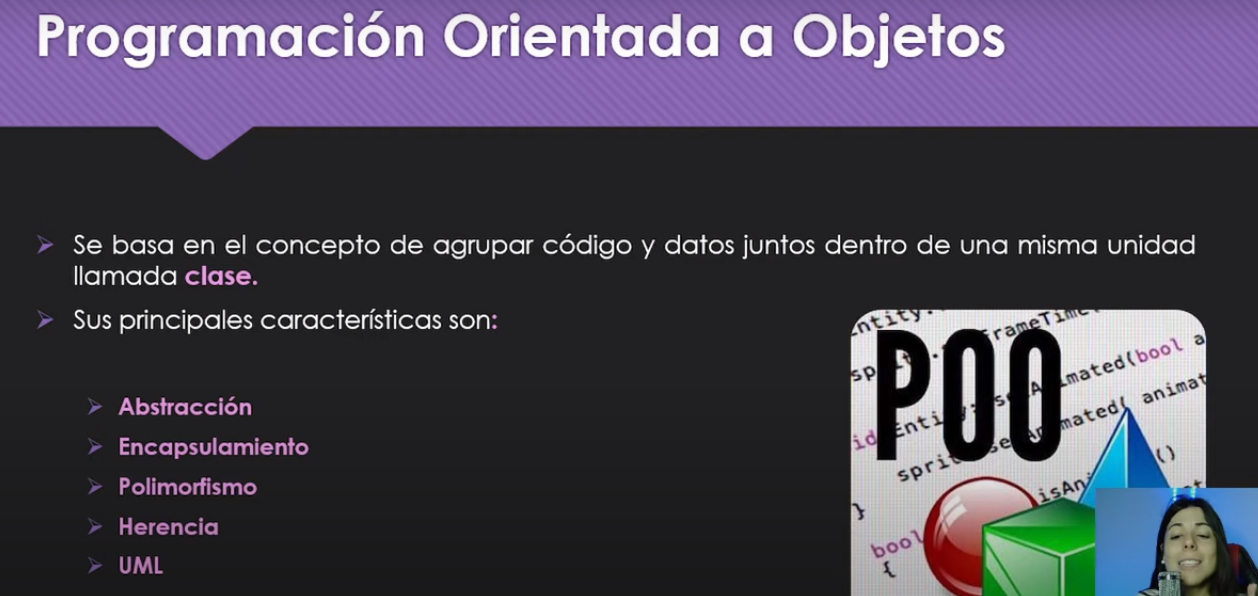 Programación Orientada a Objetos
Se basa en el concepto de agrupar código y datos juntos dentro de una misma unidad
llamada clase.
Sus principales características son:
Abstracción
Encapsulamiento
Polimorfismo
Herencia
UML
POO
bool
{
}
()